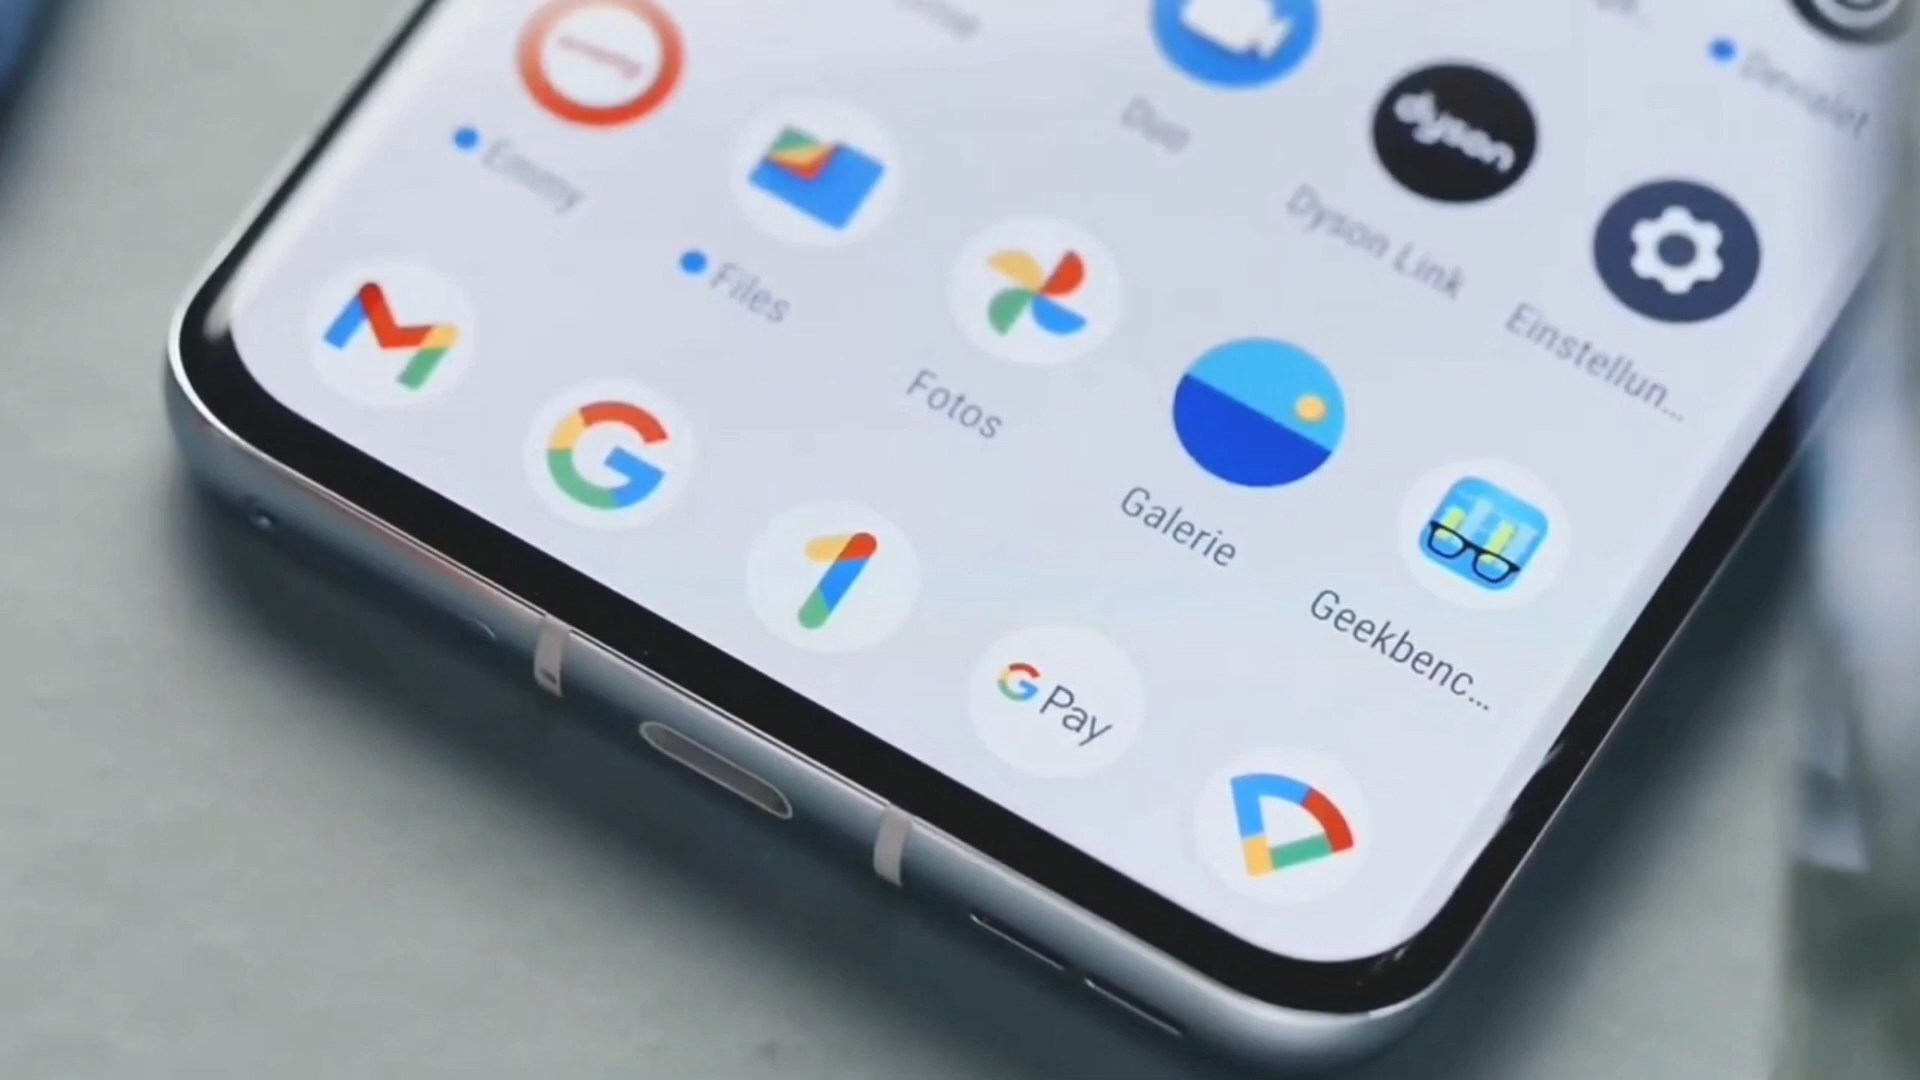 Duo
dyson
Dyson Link
Einstellun...
Emmy
Files
Fotos
Galerie
Geekbenc...
G Pay